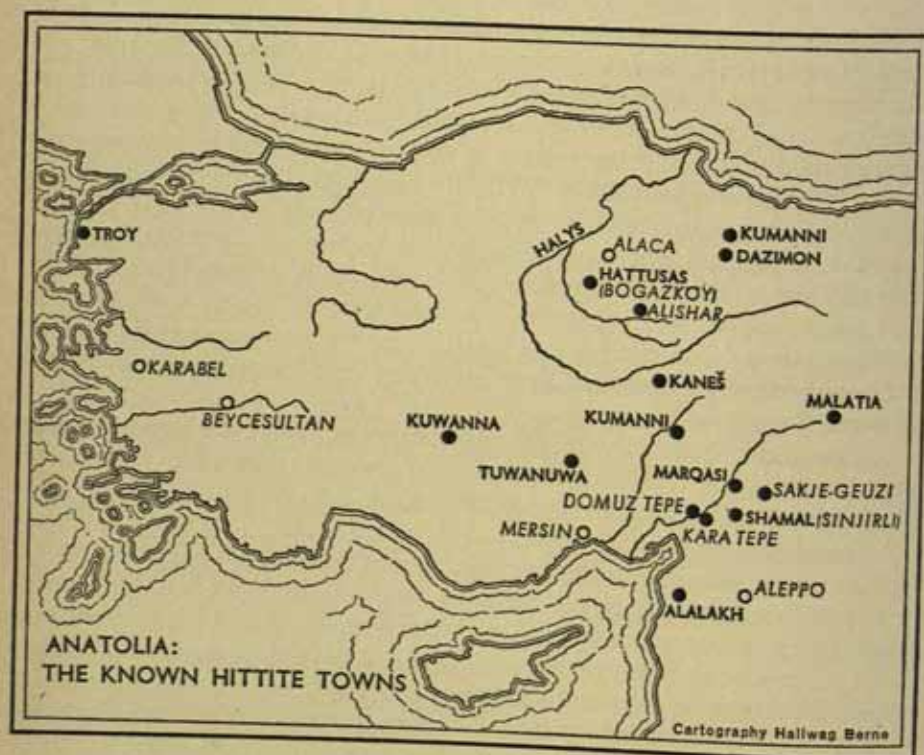 HALYS
ALACA
KUMANNI
DAZIMON
TROY
HATTUSAS
(BOGAZKOY)
ALISHAR
KARABEL
KANEŠ
BEYCESULTAN
KUWANNA
KUMANNI
MALATIA
TUWANUWA
MARQASI
SAKJE-GEUZI
DOMUZ TEPE
SHAMAL (SINJIRLI)
MERSIN
KARA TEPE
ALALAKH
ALEPPO
ANATOLIA:
THE KNOWN HITTITE TOWNS
Cartography Hallwag Berne